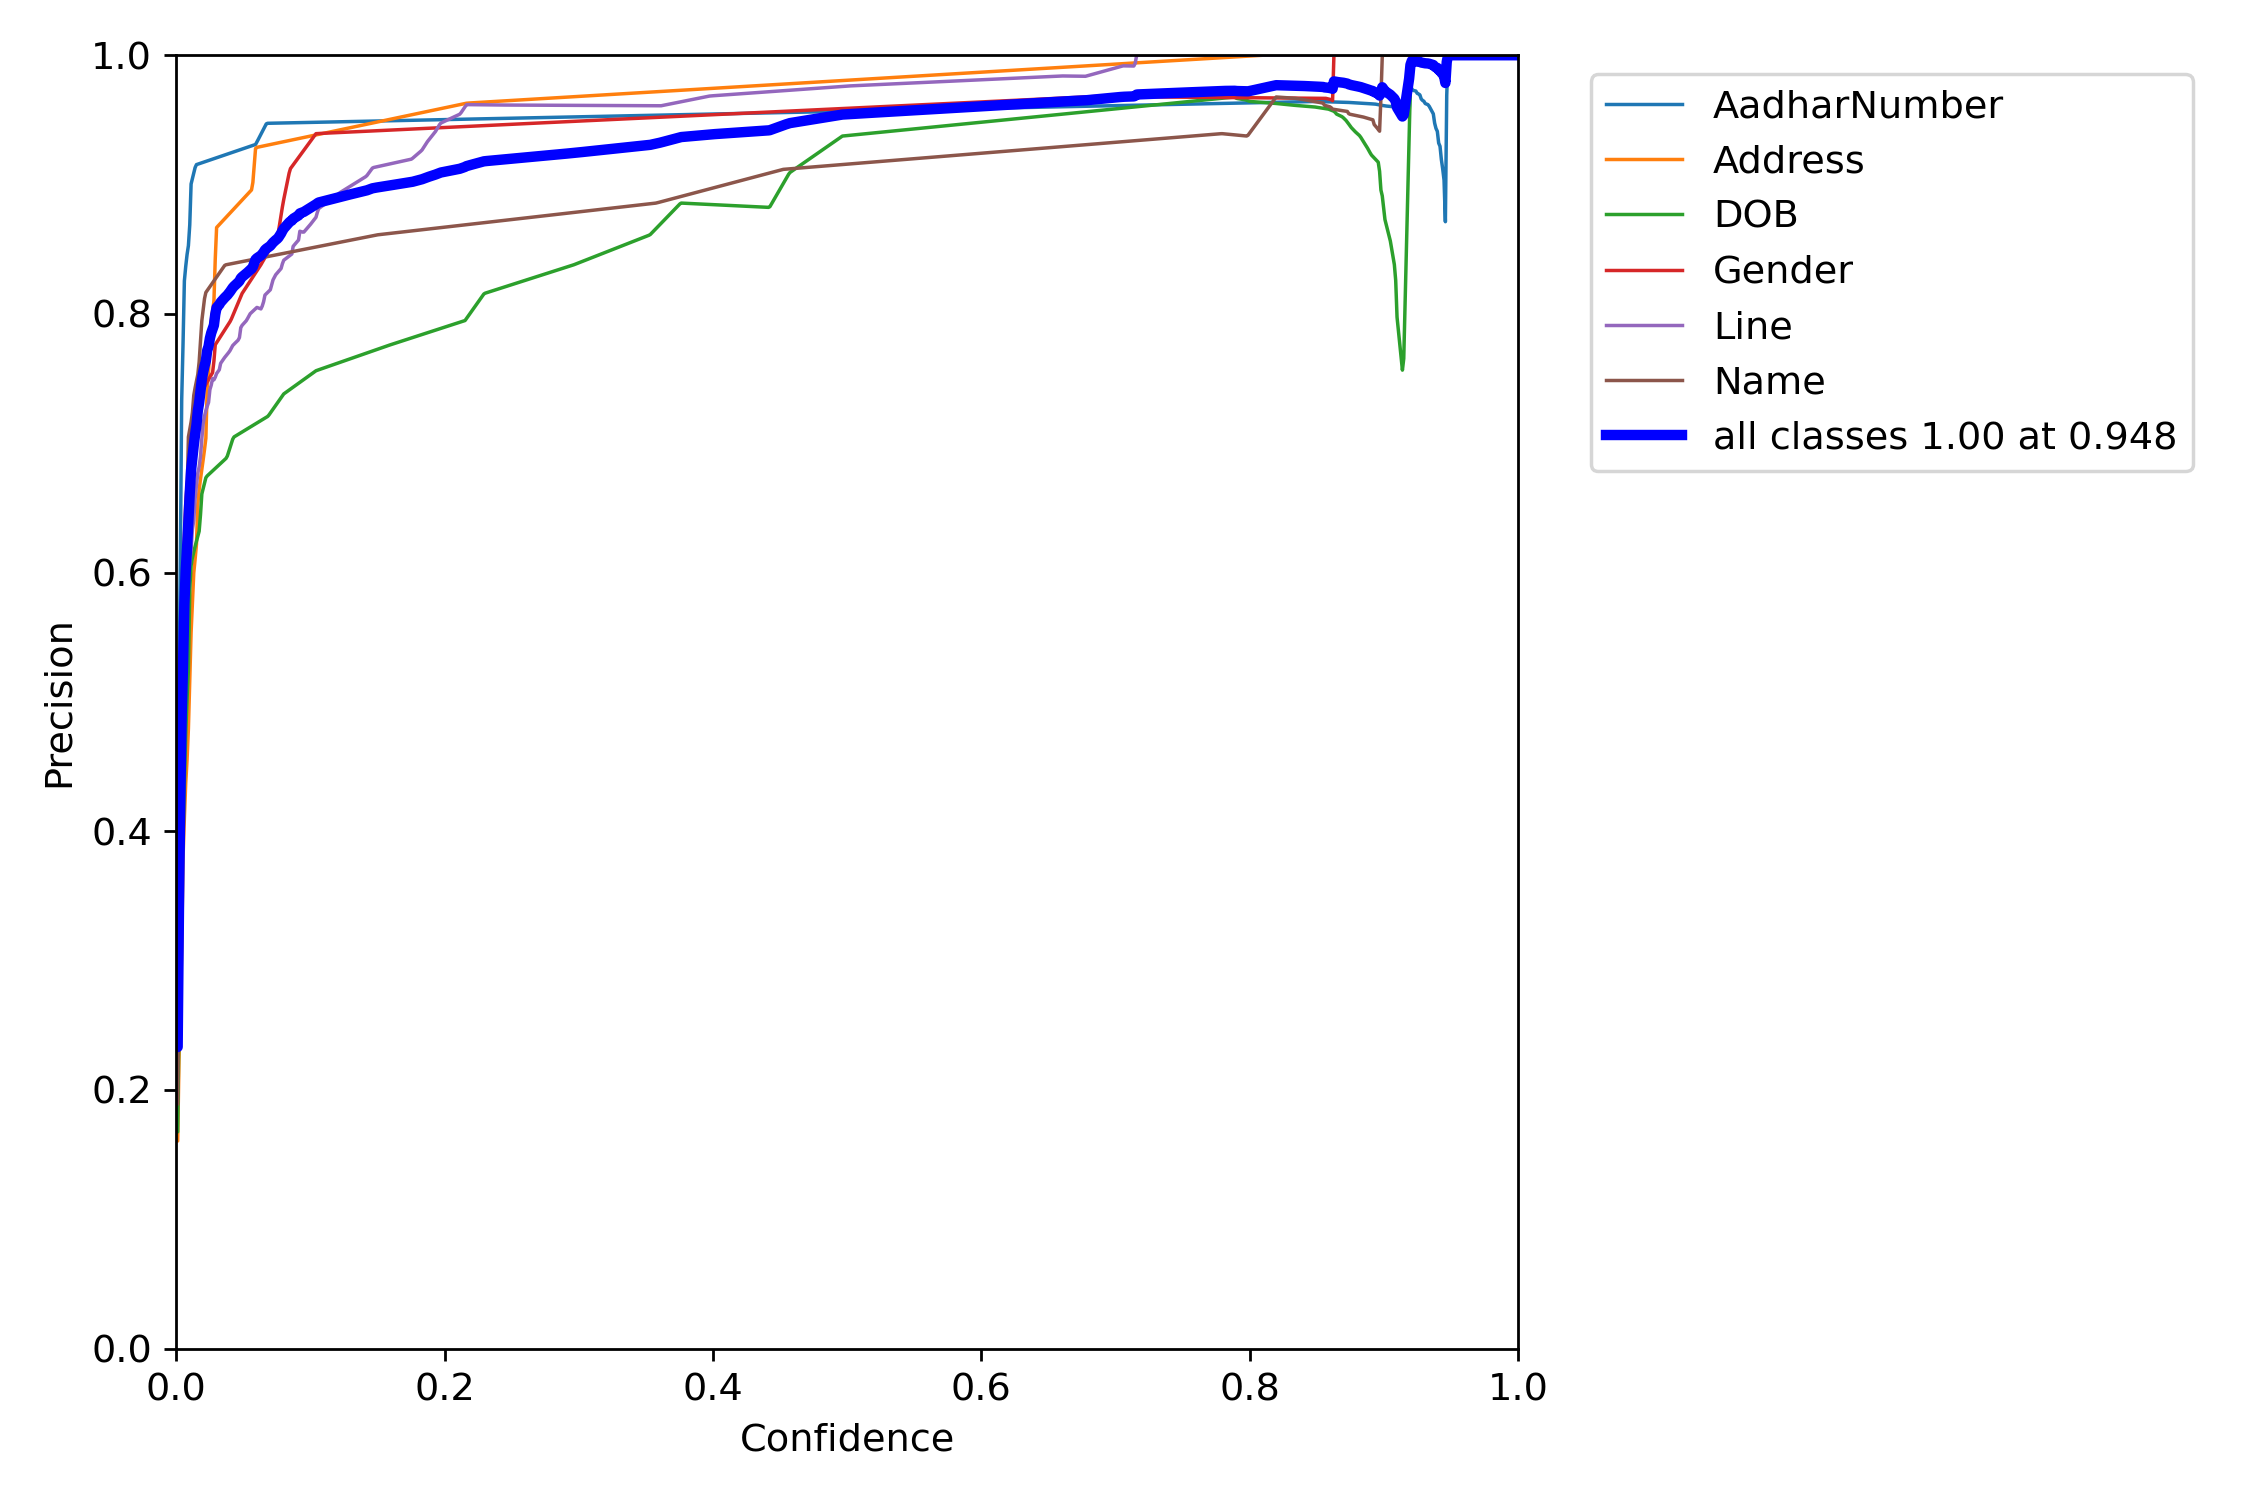 1.0
0.8
0.6
0.4
0.2
0.0
Precision
0.0 0.2 0.4 0.6 0.8 1.0
Confidence
AadharNumber
Address
DOB
Gender
Line
Name
all classes 1.00 at 0.948